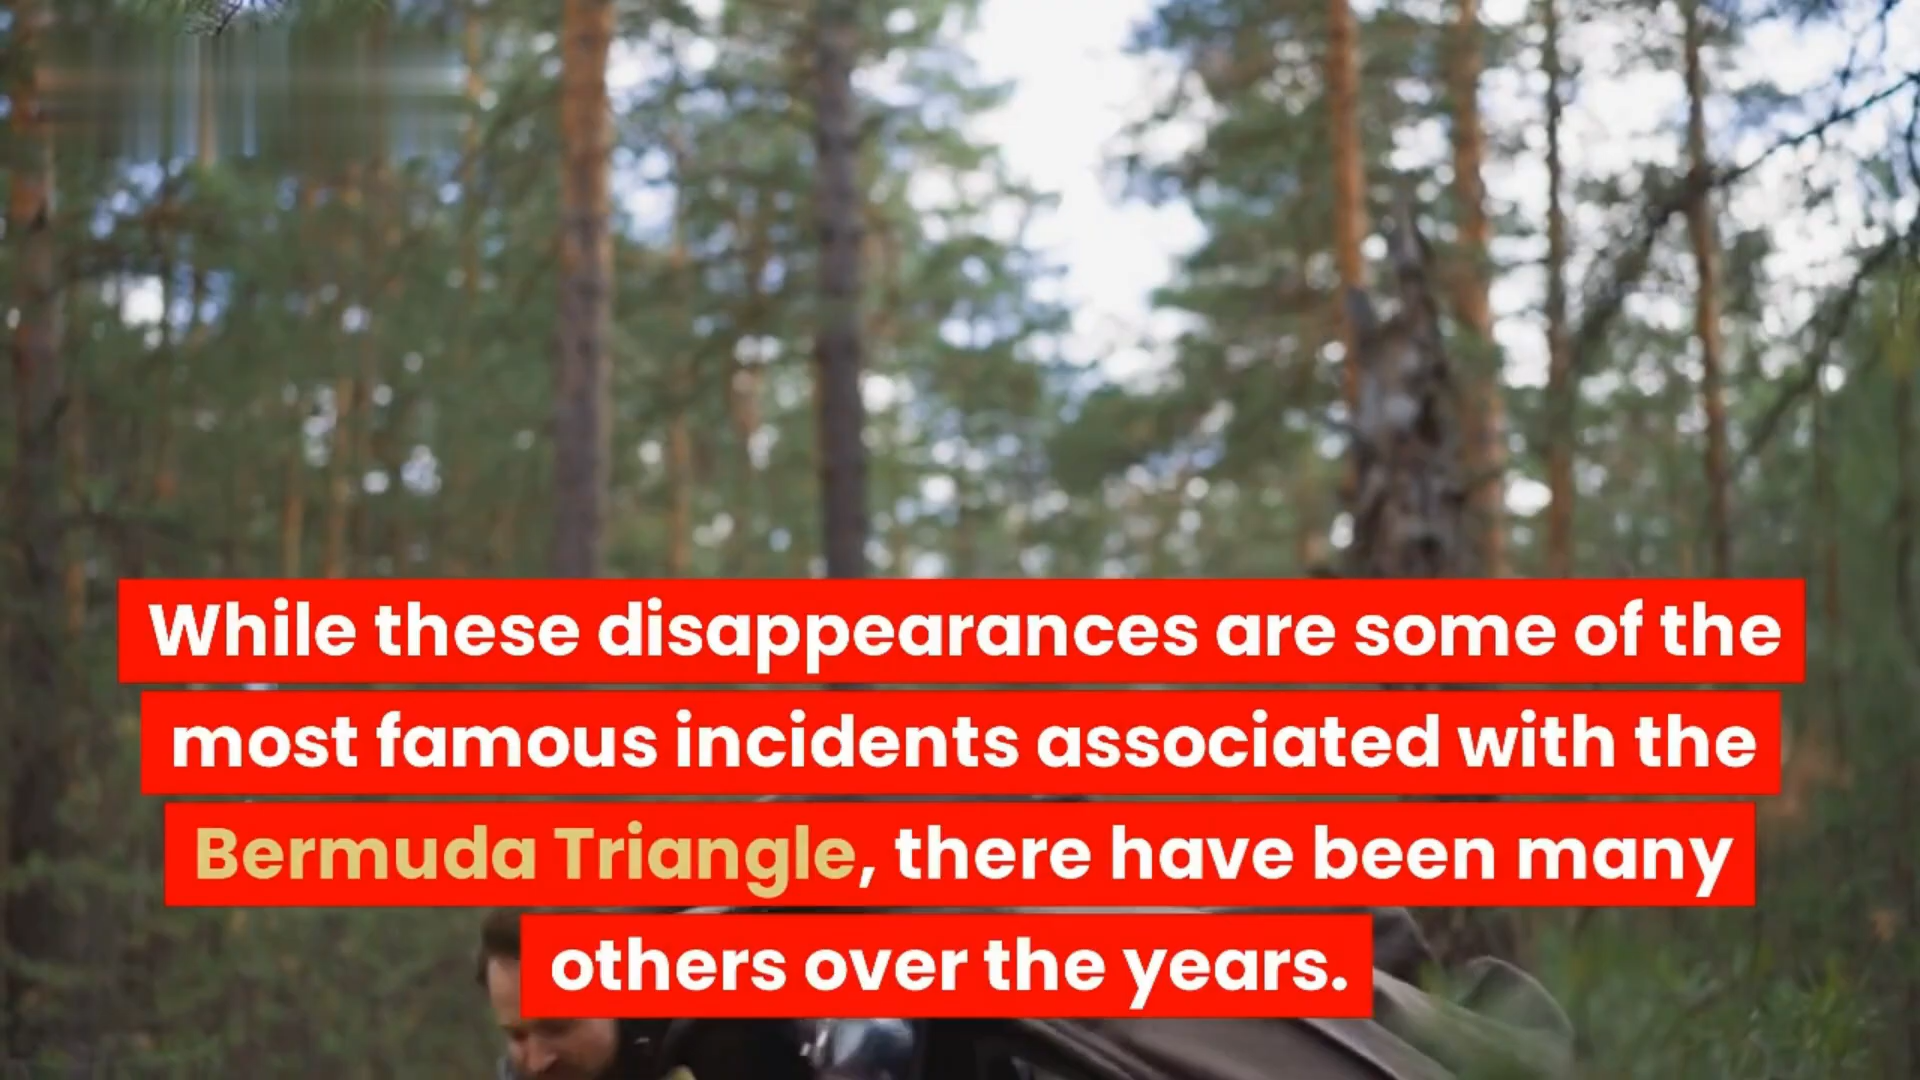 While these disappearances are some of the
most famous incidents associated with the
Bermuda Triangle, there have been many
others over the years.